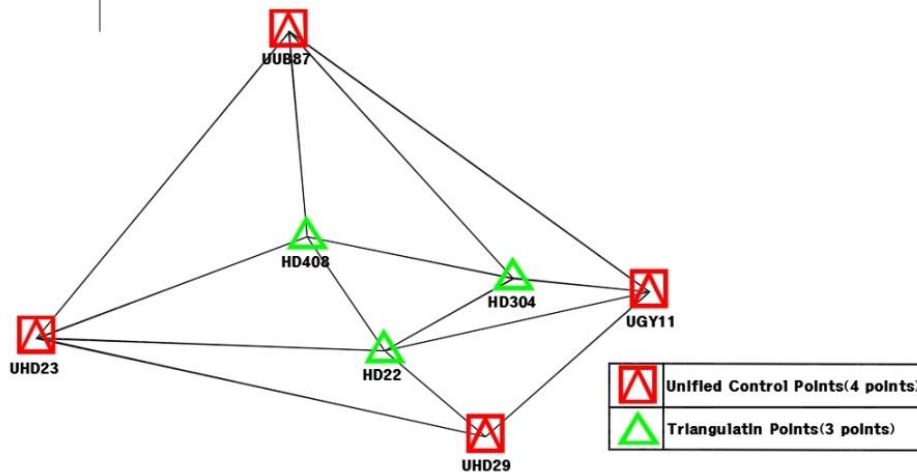 UUB87
HD408
HD304
UGY11
UHD23
HD22
UHD29
Unified Control Points(4 points)
Triangulatin Points(3 points)